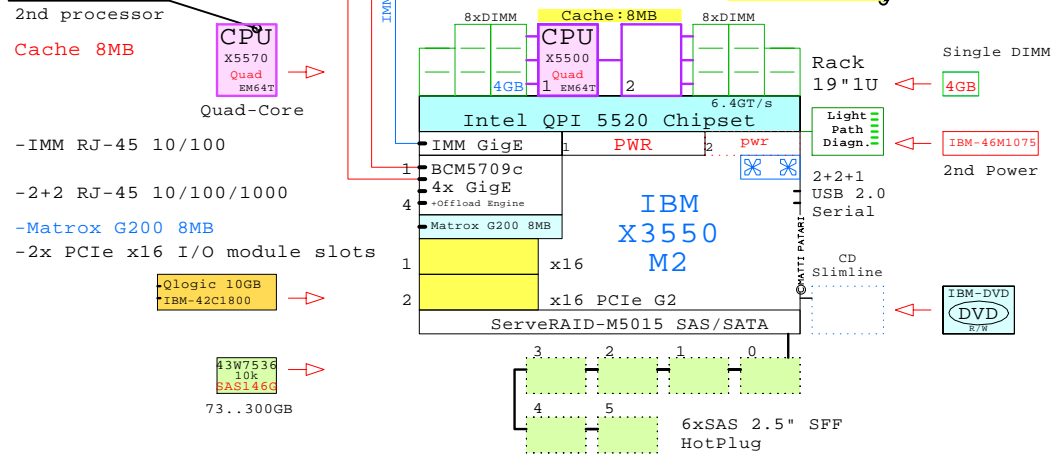 2nd processor
Cache 8MB
CPU
X5570
Quad
EM64T
Quad-Core
-IMM RJ-45 10/100
-2+2 RJ-45 10/100/1000
-Matrox G200 8MB
-2x PCIe x16 I/O module slots
Qlogic 10GB
IBM-42C1800
43W7536
10k
SAS146G
73..300GB
IMM
8xDIMM
Cache:8MB
8xDIMM
4GB
CPU
X5500
Quad
1 EM64T
2
6.4GT/s
Intel QPI 5520 Chipset
IMM GigE
1 PWR
2 pwr
1 BCM5709c
4x GigE
4 +Offload Engine
Matrox G200 8MB
IBM
X3550
M2
1 x16
2 x16 PCIe G2
ServeRAID-M5015 SAS/SATA
©MATTI PATARI
3 2 1 0
4 5
6xSAS 2.5" SFF
HotPlug
Rack
19"1U
Light
Path
Diagn.
2+2+1
USB 2.0
Serial
CD
Slimline
Single DIMM
4GB
IBM-46M1075
2nd Power
IBM-DVD
DVD
R/W